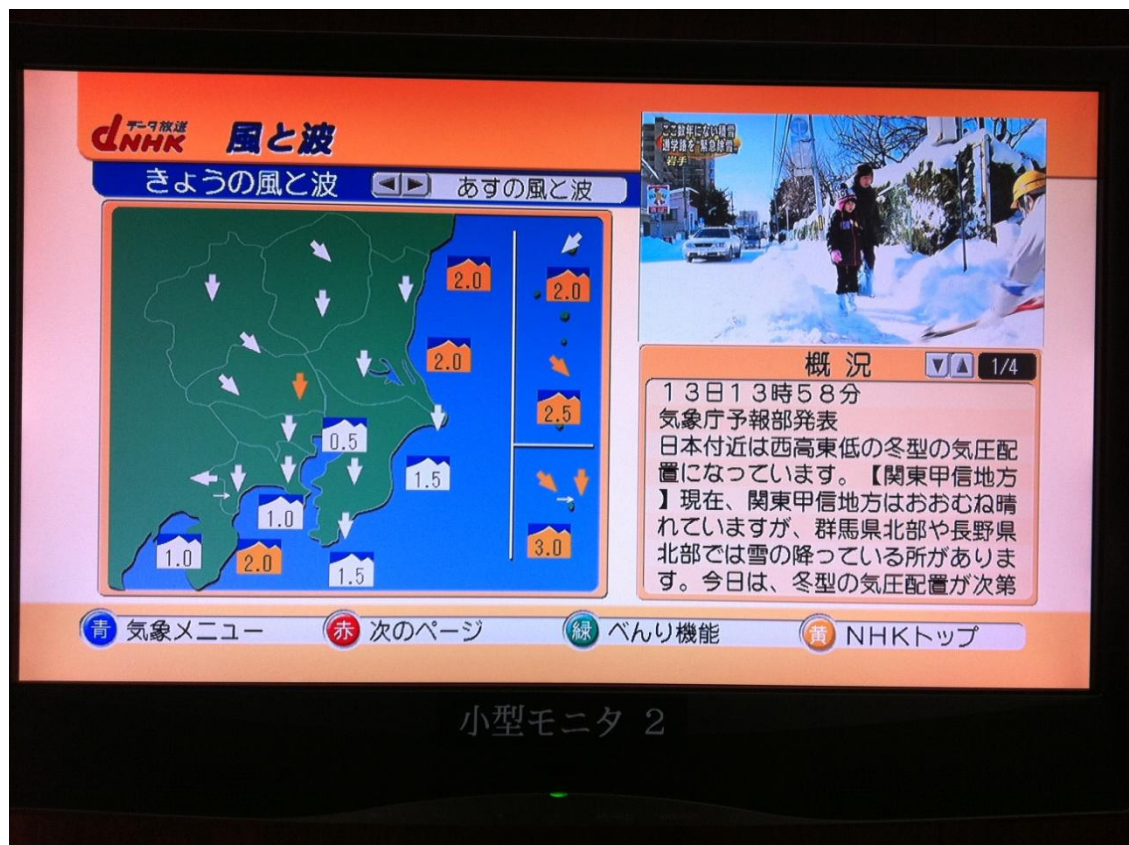 データ放送
dNHK
風と波
きょうの風と波
あすの風と波
2.0
2.0
2.0
2.5
0.5
1.5
1.0
1.0
2.0
1.5
3.0
ここ数年にない積雪
通学路を“緊急除雪”
岩手
概況
1/4
13日13時58分
気象庁予報部発表
日本付近は西高東低の冬型の気圧配
置になっています。【関東甲信地方
】現在、関東甲信地方はおおむね晴
れていますが、群馬県北部や長野県
北部では雪の降っている所がありま
す。今日は、冬型の気圧配置が次第
青 気象メニュー
赤 次のページ
緑 べんり機能
黄 NHKトップ
小型モニタ 2